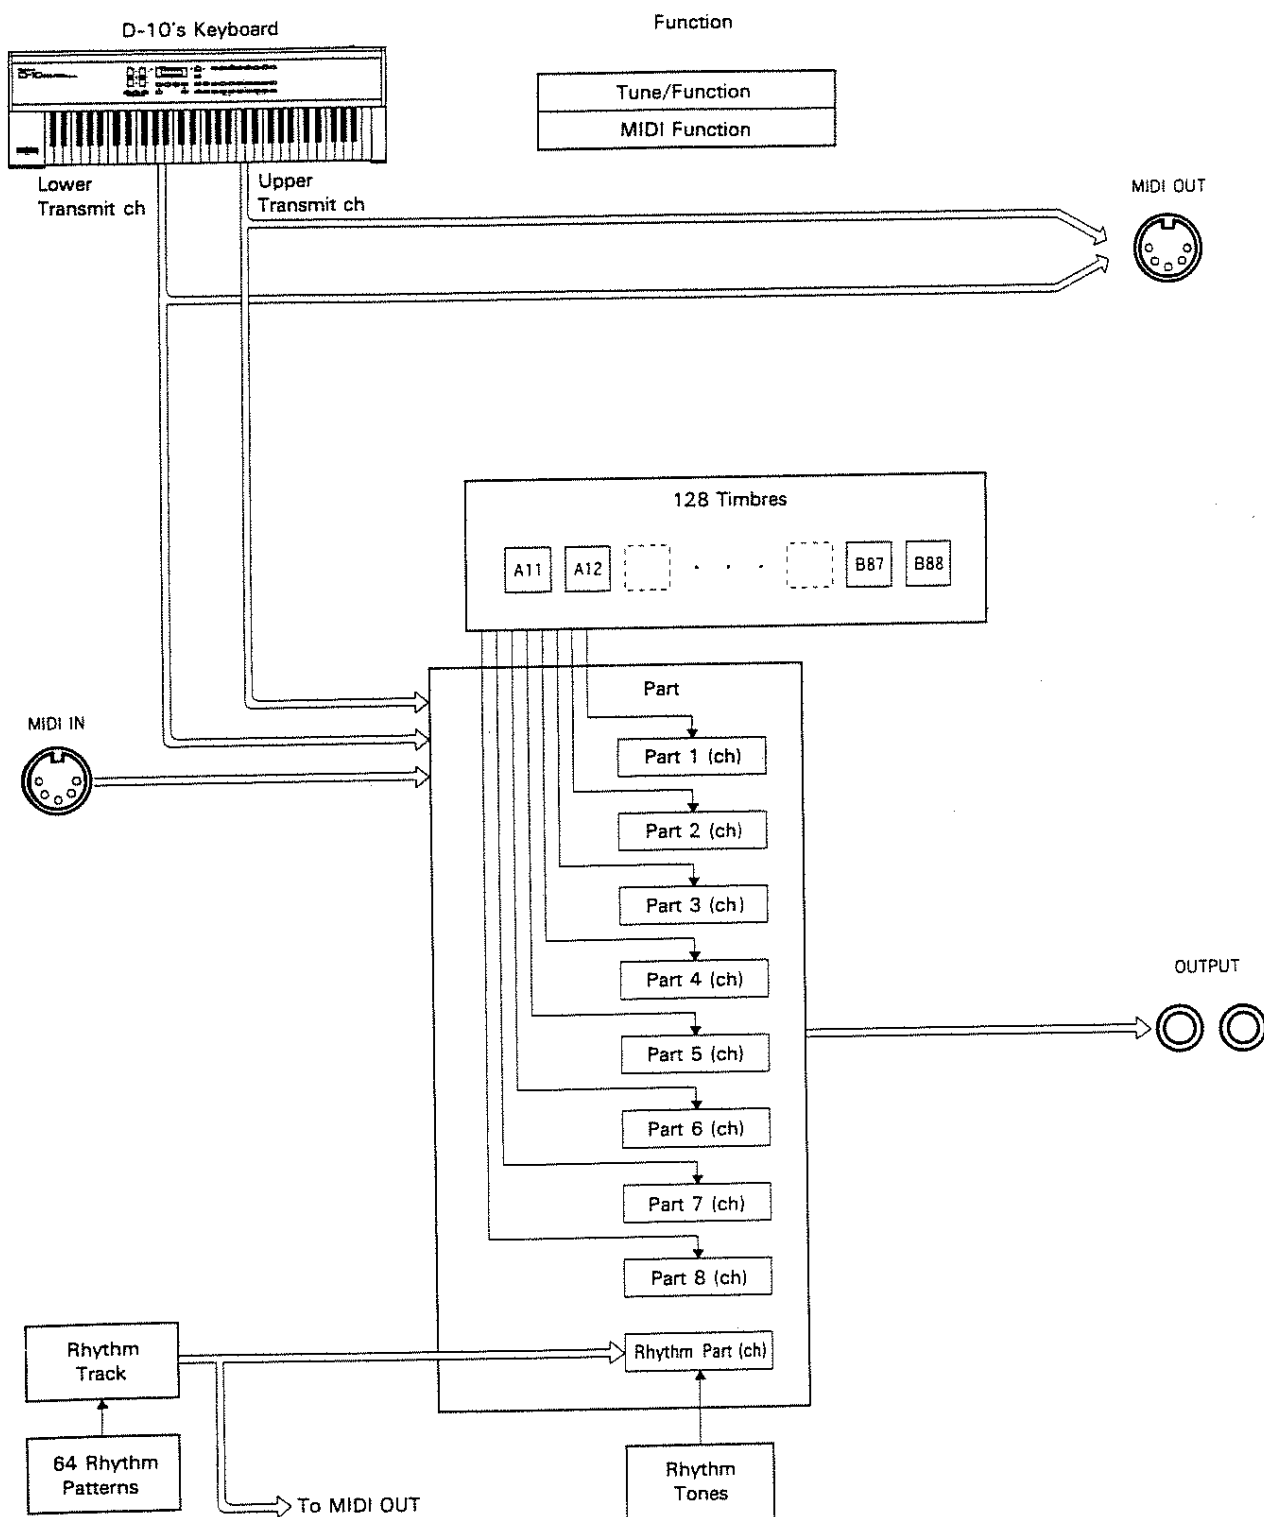 D-10's Keyboard
Function
D-10
Tune/Function
MIDI Function
Lower
Transmit ch
Upper
Transmit ch
MIDI OUT
128 Timbres
A11 A12 . . . B87 B88
Part
MIDI IN
Part 1 (ch)
Part 2 (ch)
Part 3 (ch)
Part 4 (ch)
OUTPUT
Part 5 (ch)
Part 6 (ch)
Part 7 (ch)
Part 8 (ch)
Rhythm
Track
Rhythm Part (ch)
64 Rhythm
Patterns
Rhythm
Tones
To MIDI OUT